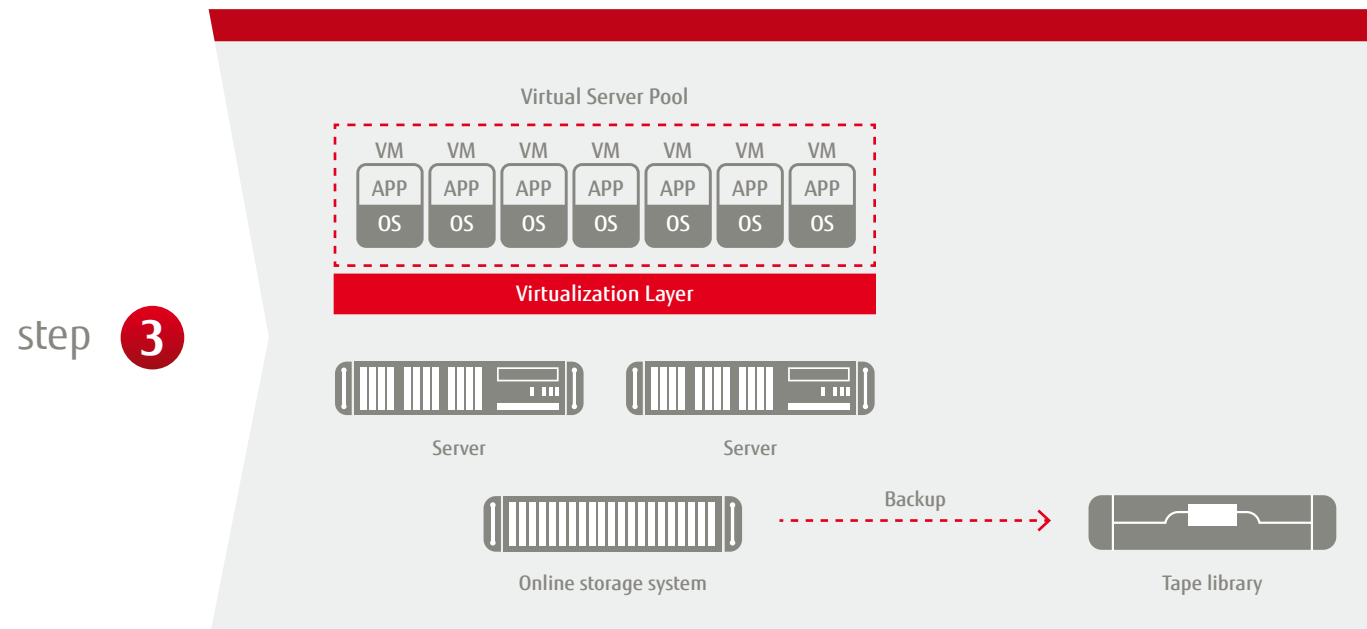 Virtual Server Pool
VM VM VM VM VM VM VM
APP APP APP APP APP APP APP
OS OS OS OS OS OS OS
Virtualization Layer
step 3
Server Server
Backup
Online storage system Tape library